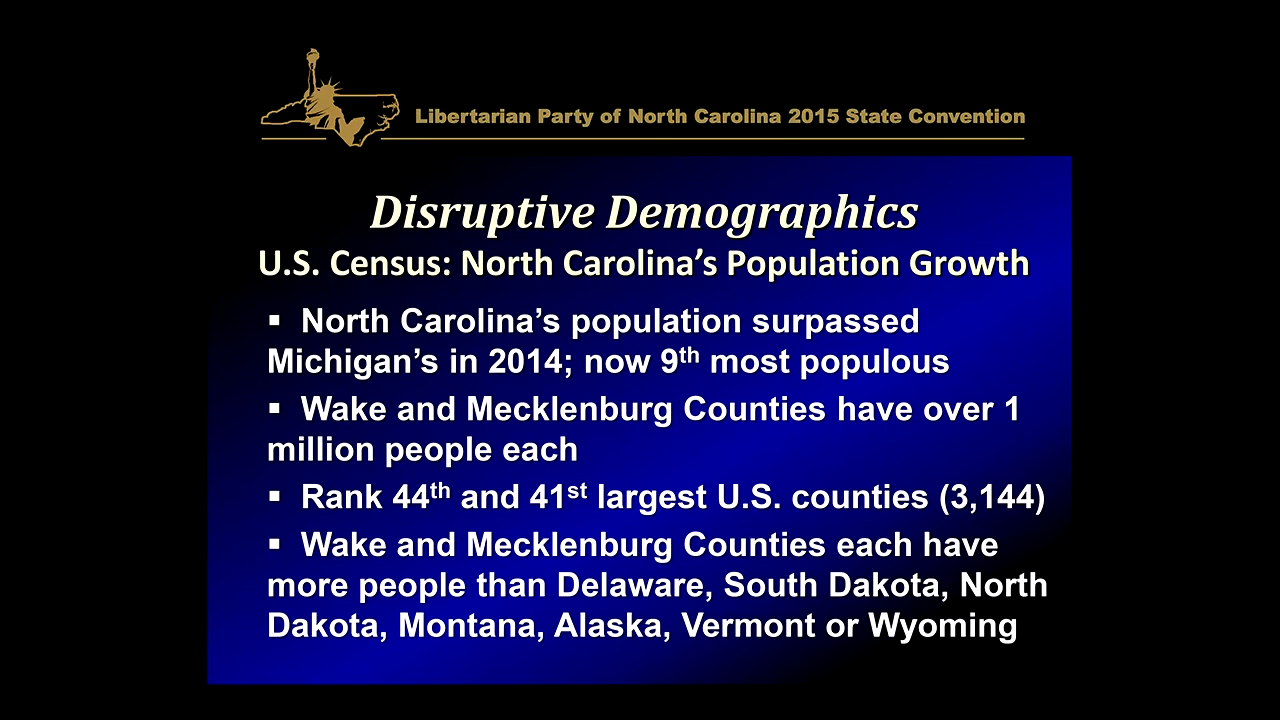 Libertarian Party of North Carolina 2015 State Convention
Disruptive Demographics
U.S. Census: North Carolina’s Population Growth
▪ North Carolina’s population surpassed
Michigan’s in 2014; now 9th most populous
▪ Wake and Mecklenburg Counties have over 1
million people each
▪ Rank 44th and 41st largest U.S. counties (3,144)
▪ Wake and Mecklenburg Counties each have
more people than Delaware, South Dakota, North
Dakota, Montana, Alaska, Vermont or Wyoming